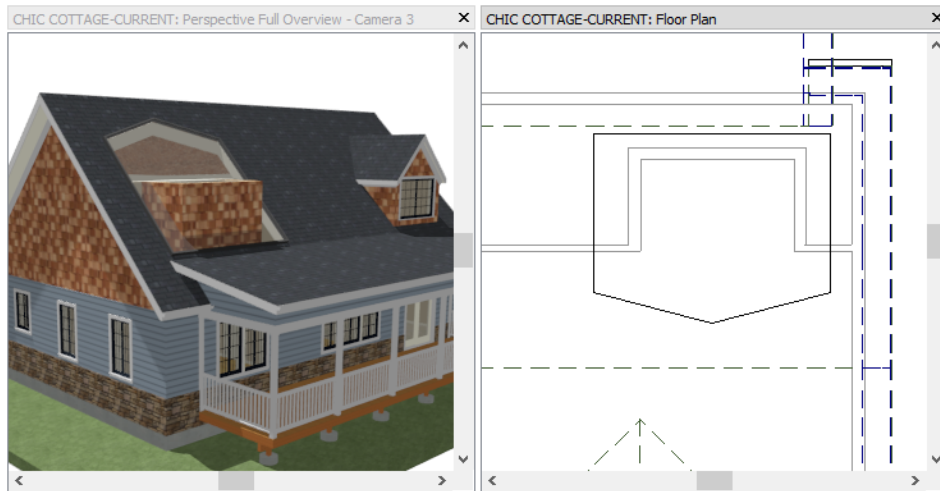 CHIC COTTAGE-CURRENT: Perspective Full Overview - Camera 3
CHIC COTTAGE-CURRENT: Floor Plan